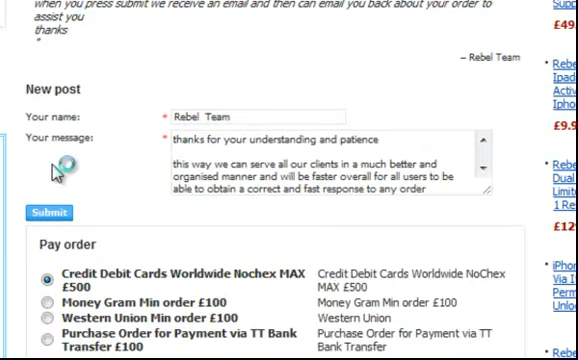 when you press submit we receive an email and then can email you back about your order to
assist you
thanks
"
– Rebel Team
New post
Your name:
* Rebel Team
Your message:
* thanks for your understanding and patience
this way we can serve all our clients in a much better and
organised manner and will be faster overall for all users to be
able to obtain a correct and fast response to any order
Submit
Pay order
Credit Debit Cards Worldwide Nochex MAX £500
Credit Debit Cards Worldwide NoChex MAX £500
Money Gram Min order £100
Money Gram Min order £100
Western Union Min order £100
Western Union
Purchase Order for Payment via TT Bank Transfer £100
Purchase Order for Payment via TT Bank Transfer
Supp
£49
Rebe
Ipad
Activ
Ipho
£9.9
Rebe
Dual
Limit
1 Re
£12
iPho
Via I
Perm
Unlo
Rebe